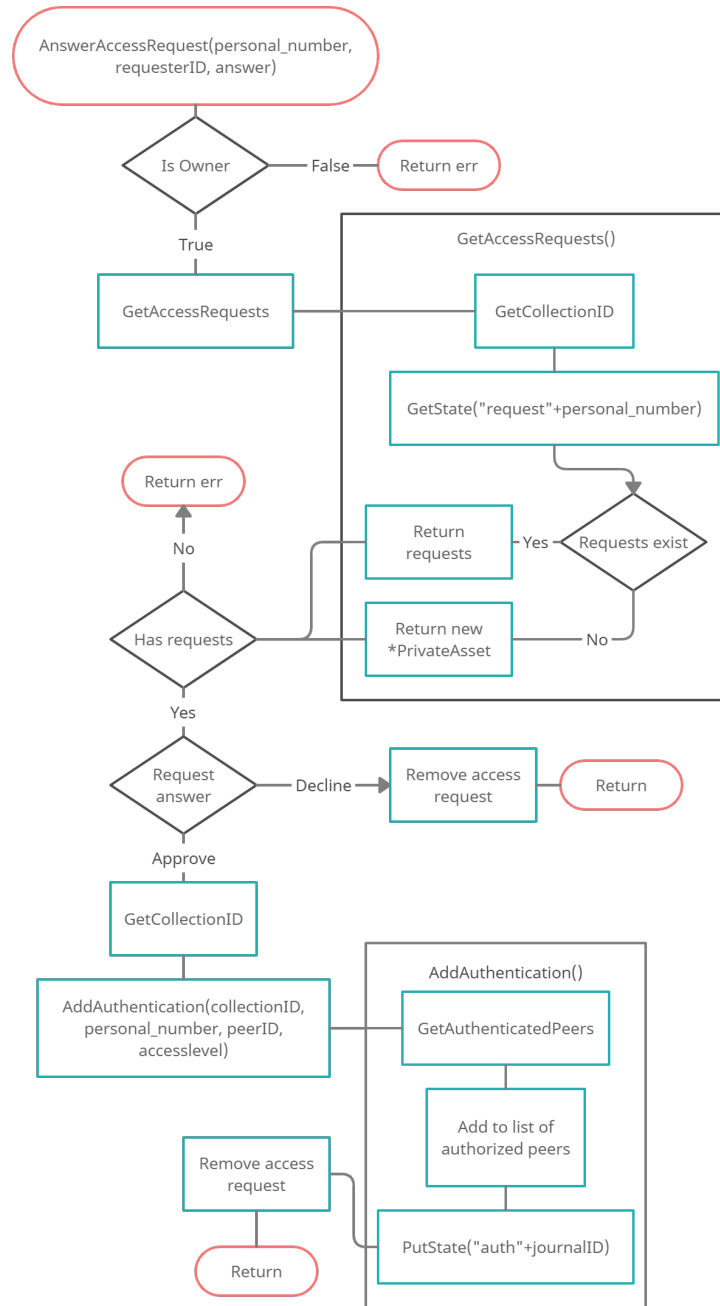 AnswerAccessRequest(personal_number,
requesterID, answer)
Is Owner
False
Return err
True
GetAccessRequests
GetAccessRequests()
GetCollectionID
GetState("request"+personal_number)
Requests exist
Yes
Return
requests
No
Return new
*PrivateAsset
Return err
No
Has requests
Yes
Request
answer
Decline
Remove access
request
Return
Approve
GetCollectionID
AddAuthentication(collectionID,
personal_number, peerID,
accesslevel)
AddAuthentication()
GetAuthenticatedPeers
Add to list of
authorized peers
PutState("auth"+journalID)
Remove access
request
Return